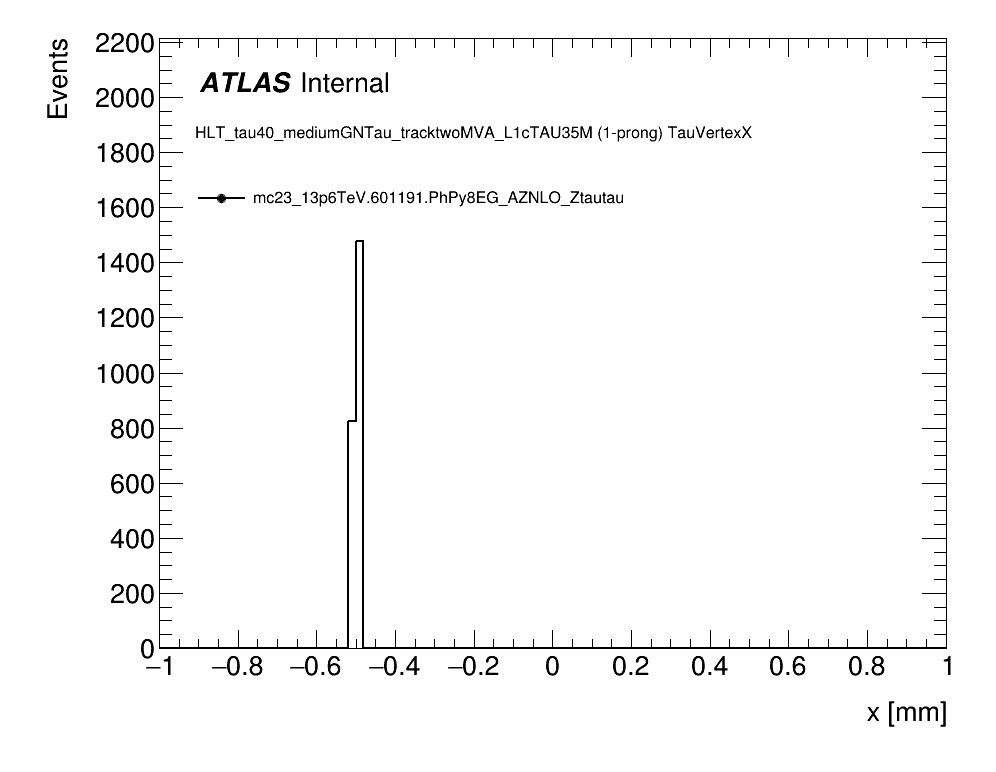 Events
2200
2000
1800
1600
1400
1200
1000
800
600
400
200
0
ATLAS Internal
HLT_tau40_mediumGNTau_tracktwoMVA_L1cTAU35M (1-prong) TauVertexX
mc23_13p6TeV.601191.PhPy8EG_AZNLO_Ztautau
−1 −0.8 −0.6 −0.4 −0.2 0 0.2 0.4 0.6 0.8 1
x [mm]